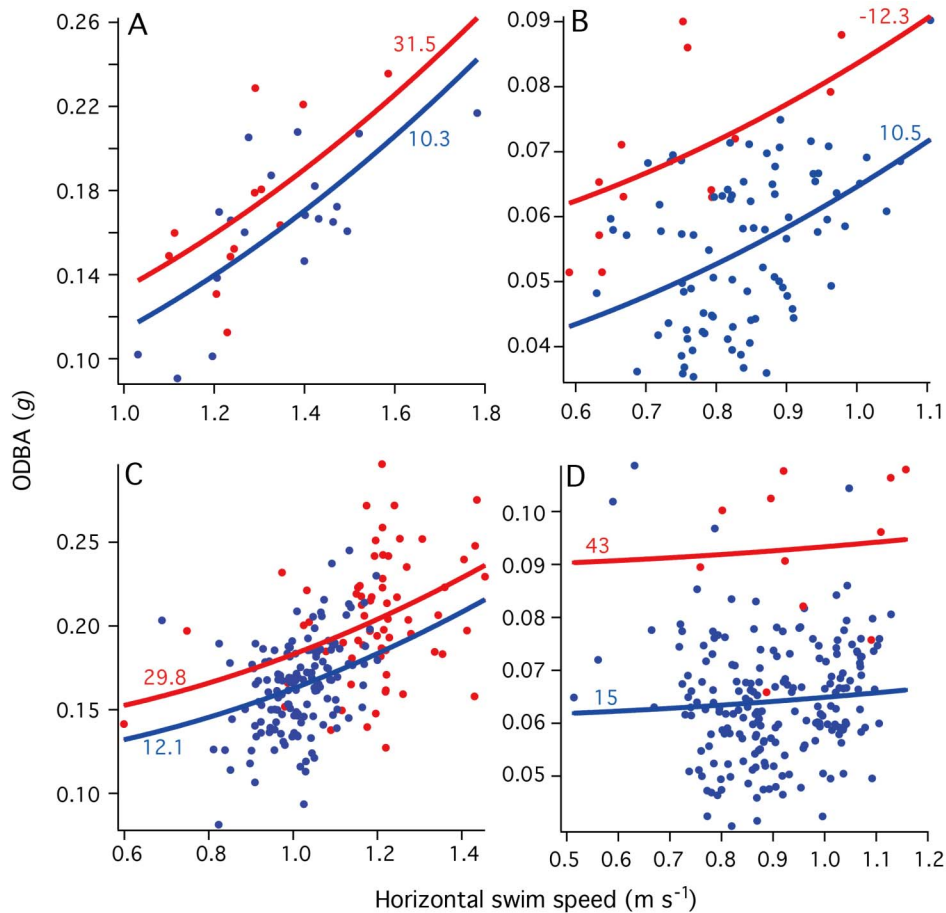 A
0.26
0.22
0.18
0.14
0.10
31.5
10.3
1.0 1.2 1.4 1.6 1.8
B
0.09
0.08
0.07
0.06
0.05
0.04
-12.3
10.5
0.6 0.7 0.8 0.9 1.0 1.1
ODBA (g)
C
0.25
0.20
0.15
0.10
29.8
12.1
0.6 0.8 1.0 1.2 1.4
D
0.10
0.09
0.08
0.07
0.06
0.05
43
15
0.5 0.6 0.7 0.8 0.9 1.0 1.1 1.2
Horizontal swim speed (m s⁻¹)